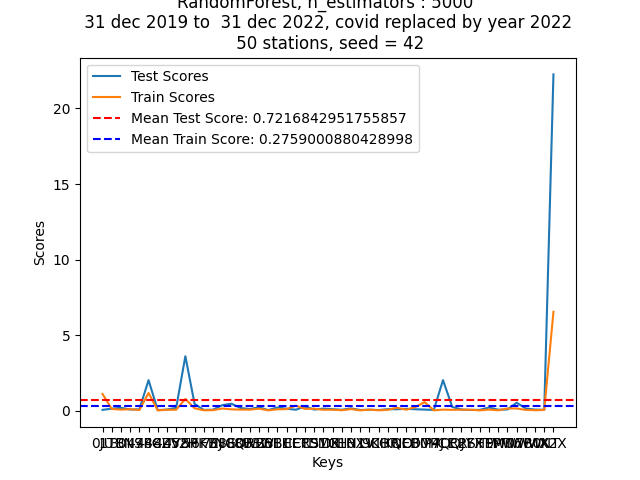 RandomForest, n_estimators : 5000
31 dec 2019 to 31 dec 2022, covid replaced by year 2022
50 stations, seed = 42
Test Scores
Train Scores
Mean Test Score: 0.7216842951755857
Mean Train Score: 0.2759000880428998
Scores
20
15
10
5
0
Keys